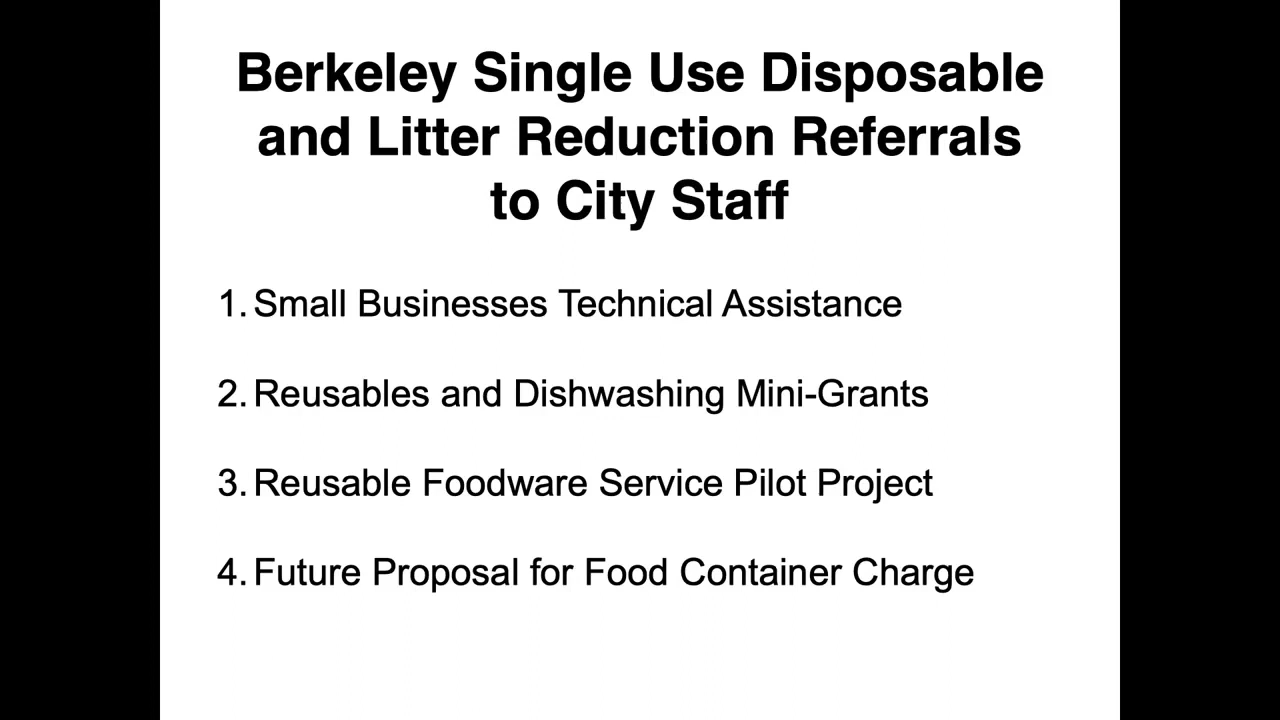 Berkeley Single Use Disposable
and Litter Reduction Referrals
to City Staff
1. Small Businesses Technical Assistance
2. Reusables and Dishwashing Mini-Grants
3. Reusable Foodware Service Pilot Project
4. Future Proposal for Food Container Charge